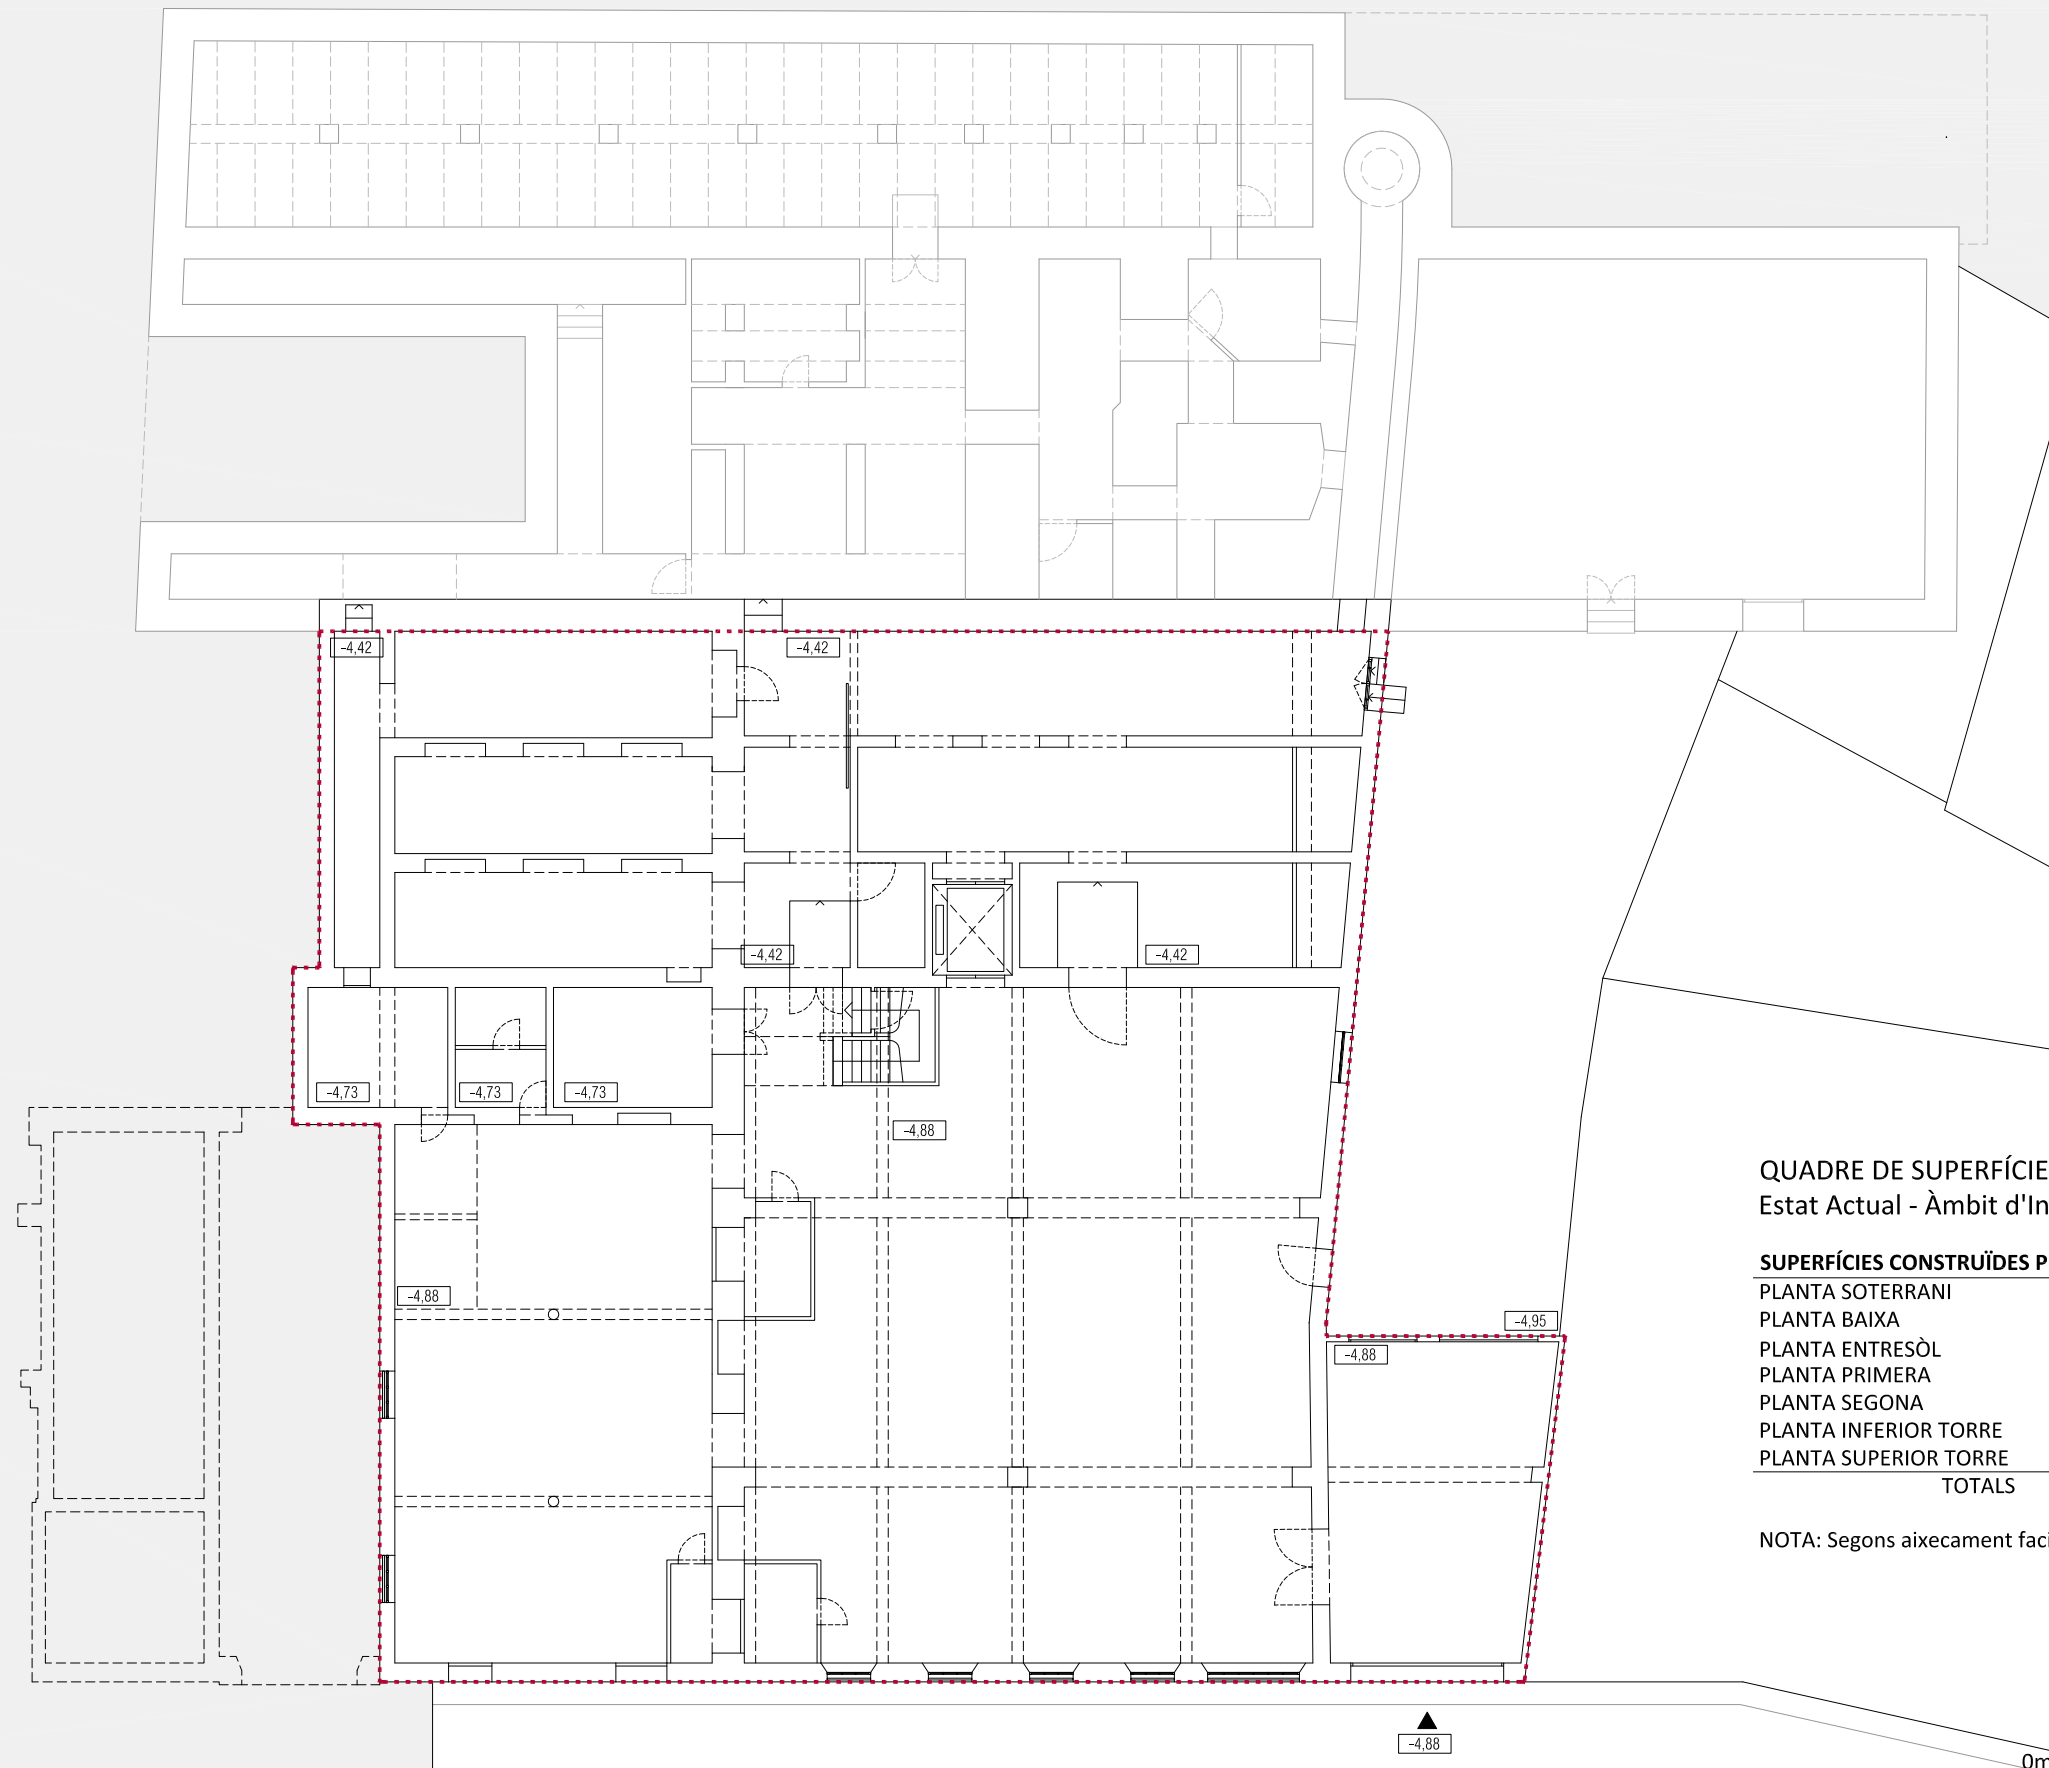 -4,42
-4,42
-4,42
-4,42
-4,73
-4,73
-4,73
-4,88
-4,88
-4,95
-4,88
QUADRE DE SUPERFÍCIE
Estat Actual - Àmbit d'In
SUPERFÍCIES CONSTRUÏDES P
PLANTA SOTERRANI
PLANTA BAIXA
PLANTA ENTRESÒL
PLANTA PRIMERA
PLANTA SEGONA
PLANTA INFERIOR TORRE
PLANTA SUPERIOR TORRE
TOTALS
NOTA: Segons aixecament faci
-4,88
0m